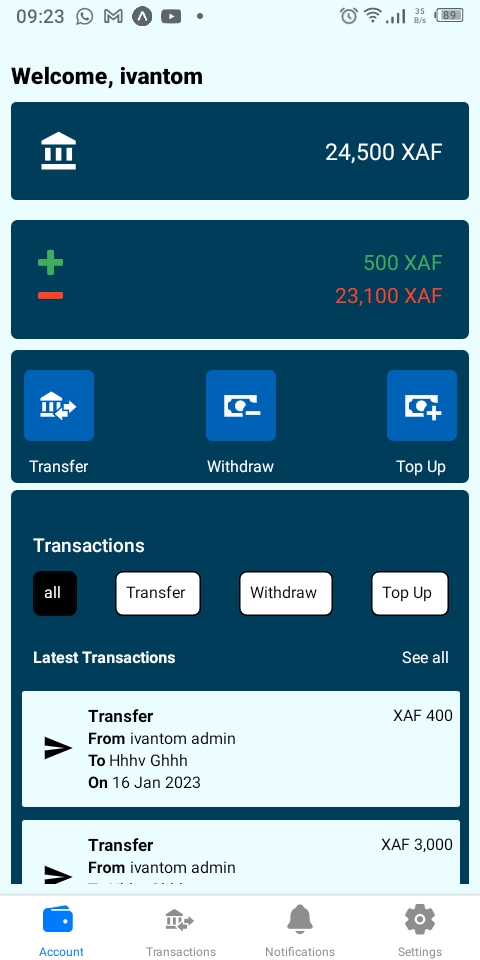 09:23
35 B/s
89
Welcome, ivantom
24,500 XAF
500 XAF
23,100 XAF
Transfer Withdraw Top Up
Transactions
all Transfer Withdraw Top Up
Latest Transactions See all
Transfer XAF 400
From ivantom admin
To Hhhv Ghhh
On 16 Jan 2023
Transfer XAF 3,000
From ivantom admin
Account Transactions Notifications Settings